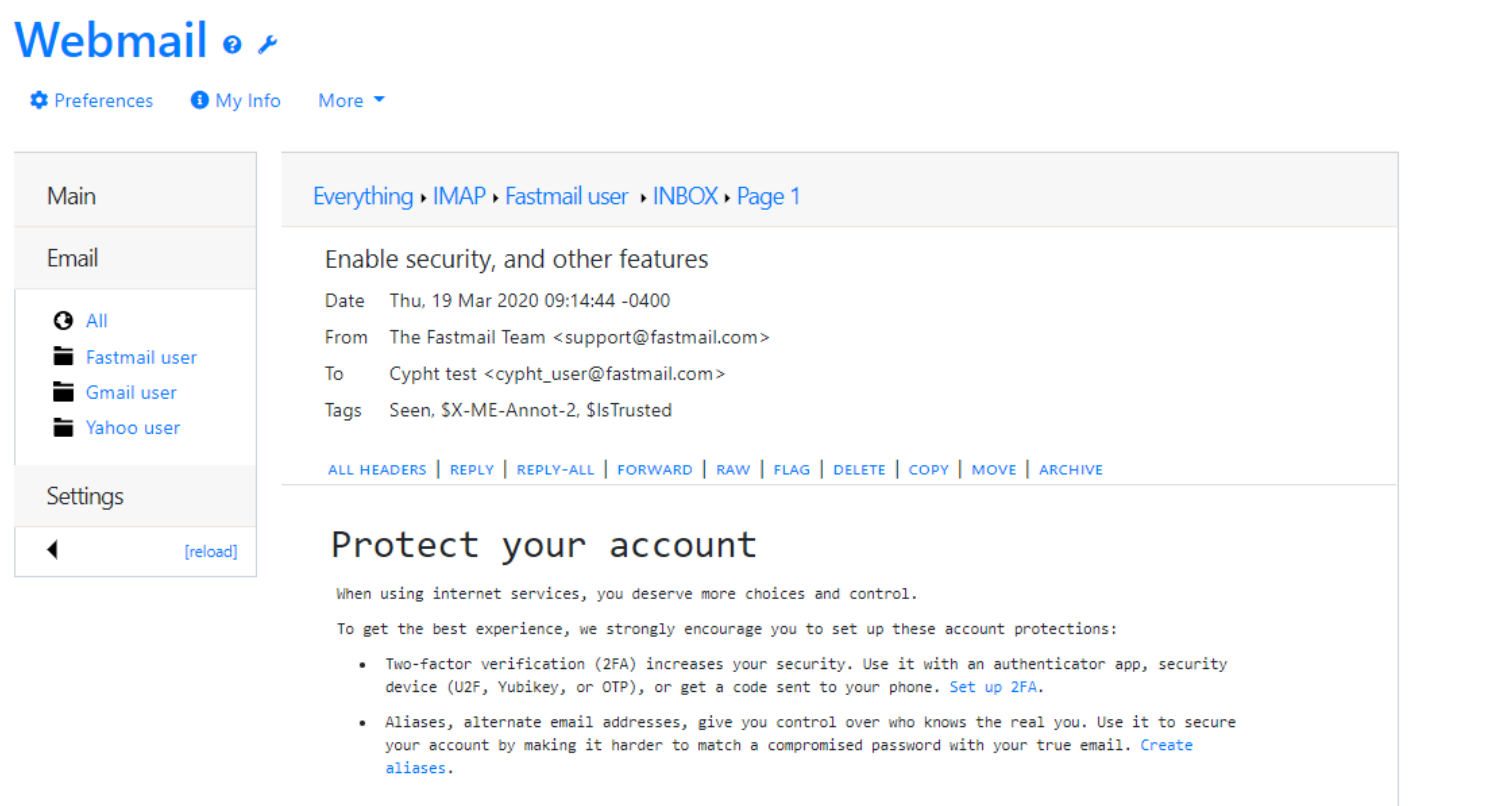 Webmail
Preferences My Info More
Main
Email
All
Fastmail user
Gmail user
Yahoo user
Settings
[reload]
Everything IMAP Fastmail user INBOX Page 1
Enable security, and other features
Date Thu, 19 Mar 2020 09:14:44 -0400
From The Fastmail Team <support@fastmail.com>
To Cypht test <cypht_user@fastmail.com>
Tags Seen, $X-ME-Annot-2, $IsTrusted
ALL HEADERS | REPLY | REPLY-ALL | FORWARD | RAW | FLAG | DELETE | COPY | MOVE | ARCHIVE
Protect your account
When using internet services, you deserve more choices and control.
To get the best experience, we strongly encourage you to set up these account protections:
• Two-factor verification (2FA) increases your security. Use it with an authenticator app, security
device (U2F, Yubikey, or OTP), or get a code sent to your phone. Set up 2FA.
• Aliases, alternate email addresses, give you control over who knows the real you. Use it to secure
your account by making it harder to match a compromised password with your true email. Create
aliases.